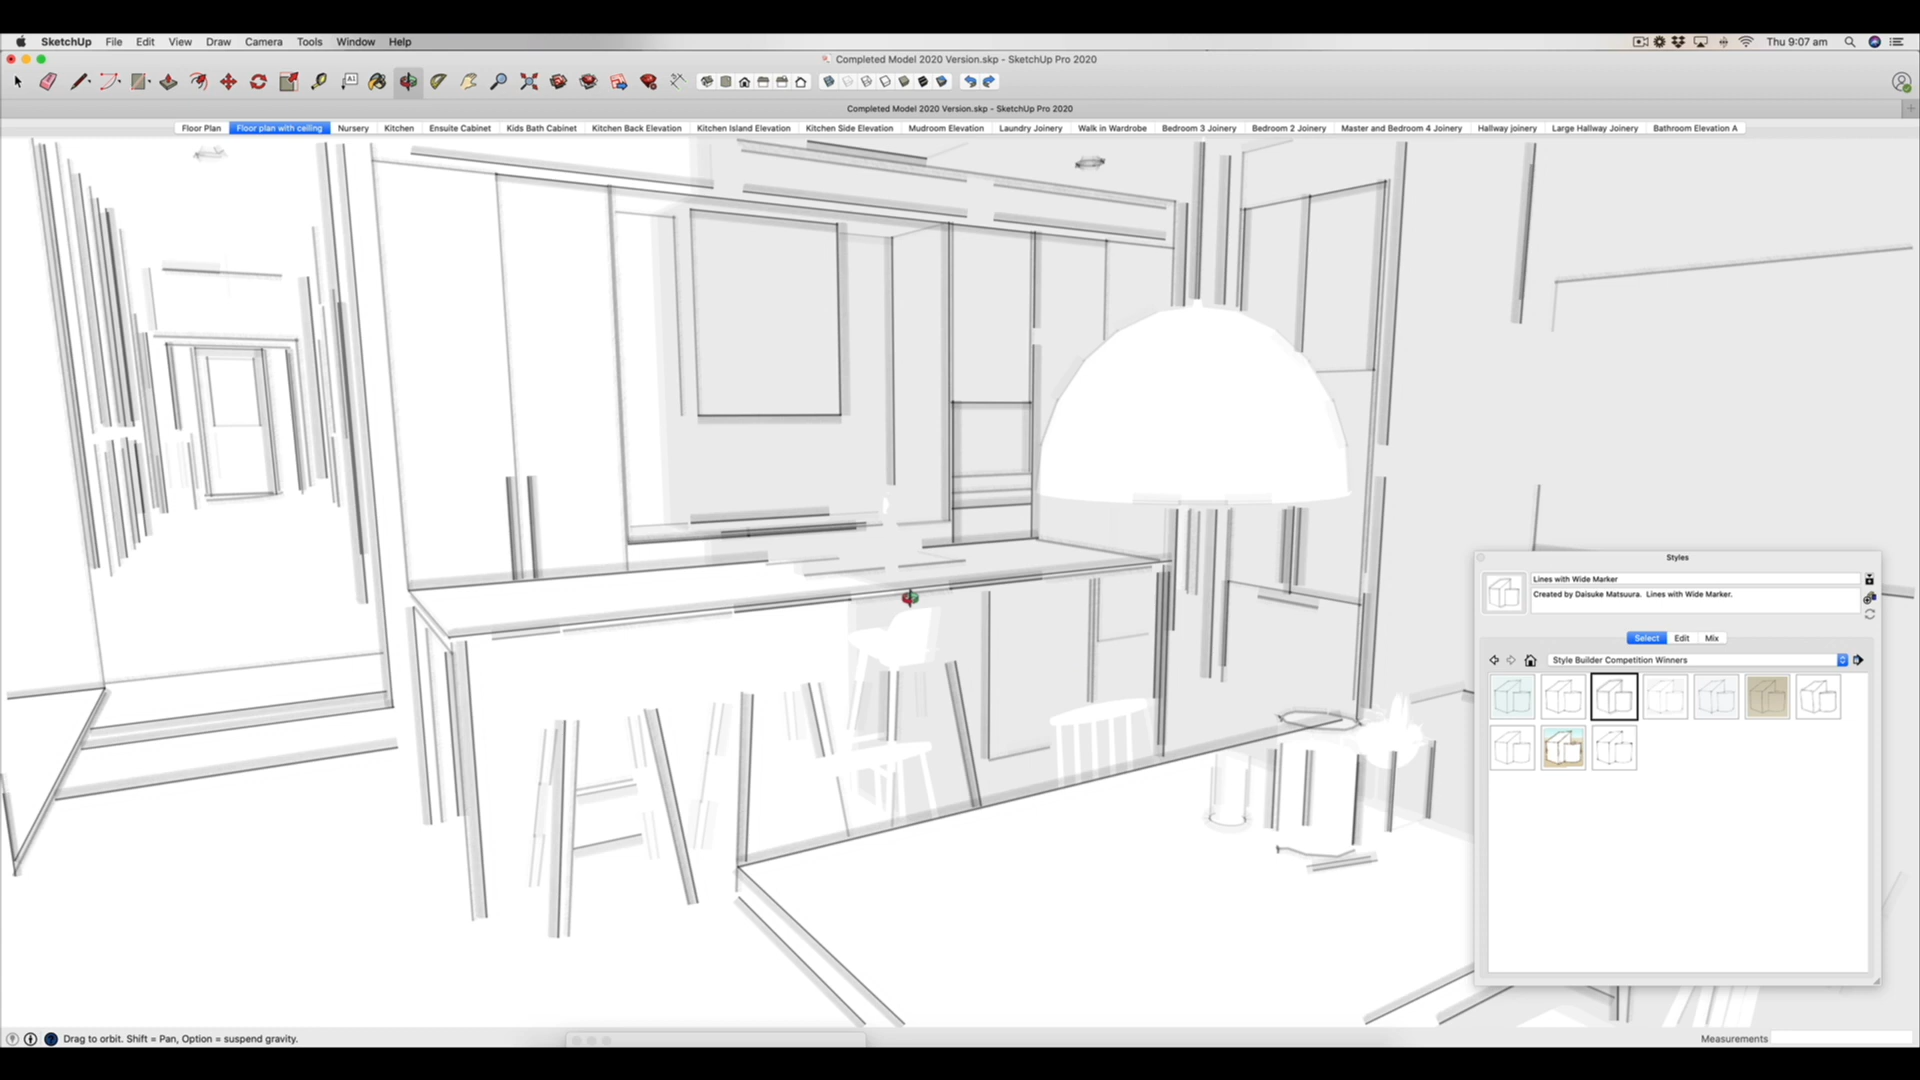 SketchUp File Edit View Draw Camera Tools Window Help Thu 9:07 am
Completed Model 2020 Version.skp - SketchUp Pro 2020
A1
Completed Model 2020 Version.skp - SketchUp Pro 2020
Floor Plan Floor plan with ceiling Nursery Kitchen Ensuite Cabinet Kids Bath Cabinet Kitchen Back Elevation Kitchen Island Elevation Kitchen Side Elevation Mudroom Elevation Laundry Joinery Walk in Wardrobe Bedroom 3 Joinery Bedroom 2 Joinery Master and Bedroom 4 Joinery Hallway joinery Large Hallway Joinery Bathroom Elevation A
Styles
Lines with Wide Marker
Created by Daisuke Matsuura. Lines with Wide Marker.
Select Edit Mix
Style Builder Competition Winners
Drag to orbit. Shift = Pan, Option = suspend gravity. Measurements